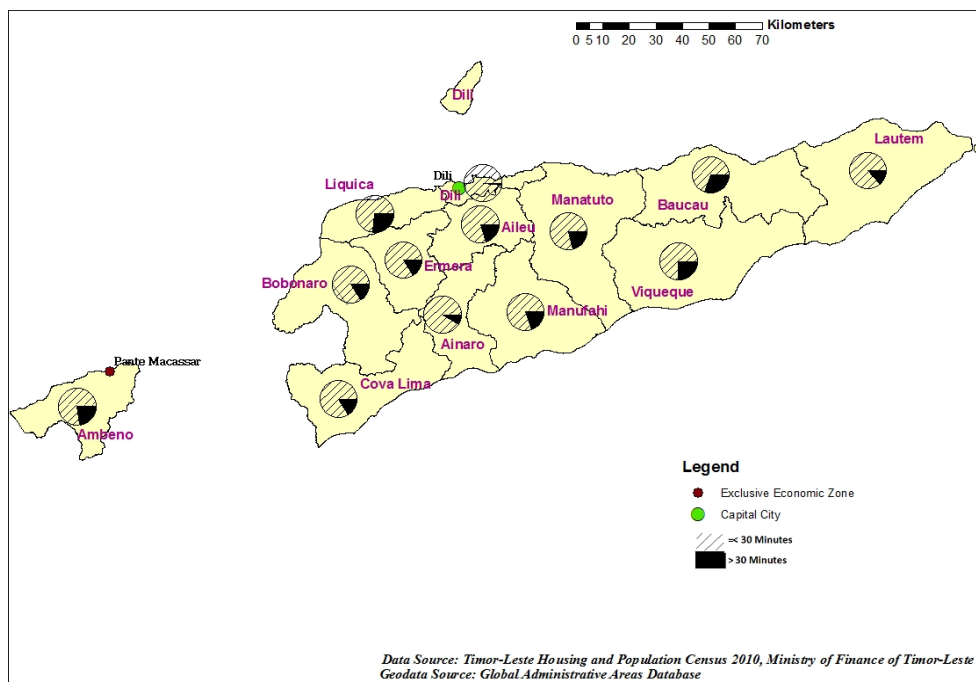 Kilometers
0 5 10 20 30 40 50 60 70
Dili
Lautem
Dili
Liquica
Dili
Manatuto
Baucau
Aileu
Ermera
Bobonaro
Viqueque
Manufahi
Ainaro
Pante Macassar
Cova Lima
Ambeno
Legend
Exclusive Economic Zone
Capital City
=< 30 Minutes
> 30 Minutes
Data Source: Timor-Leste Housing and Population Census 2010, Ministry of Finance of Timor-Leste
Geodata Source: Global Administrative Areas Database